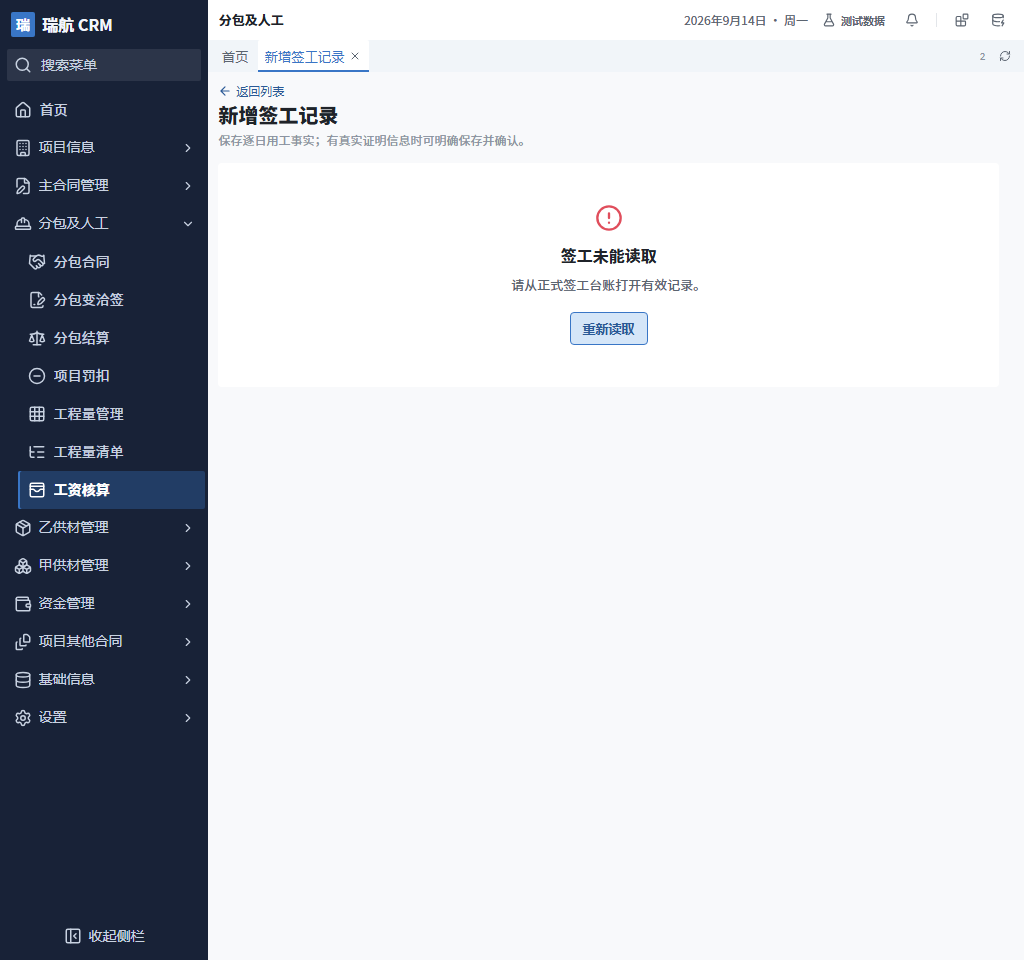 瑞 瑞航 CRM
搜索菜单
首页
项目信息
主合同管理
分包及人工
分包合同
分包变洽签
分包结算
项目罚扣
工程量管理
工程量清单
工资核算
乙供材管理
甲供材管理
资金管理
项目其他合同
基础信息
设置
收起侧栏
分包及人工
2026年9月14日 · 周一 测试数据
首页 新增签工记录 2
返回列表
新增签工记录
保存逐日用工事实；有真实证明信息时可明确保存并确认。
签工未能读取
请从正式签工台账打开有效记录。
重新读取